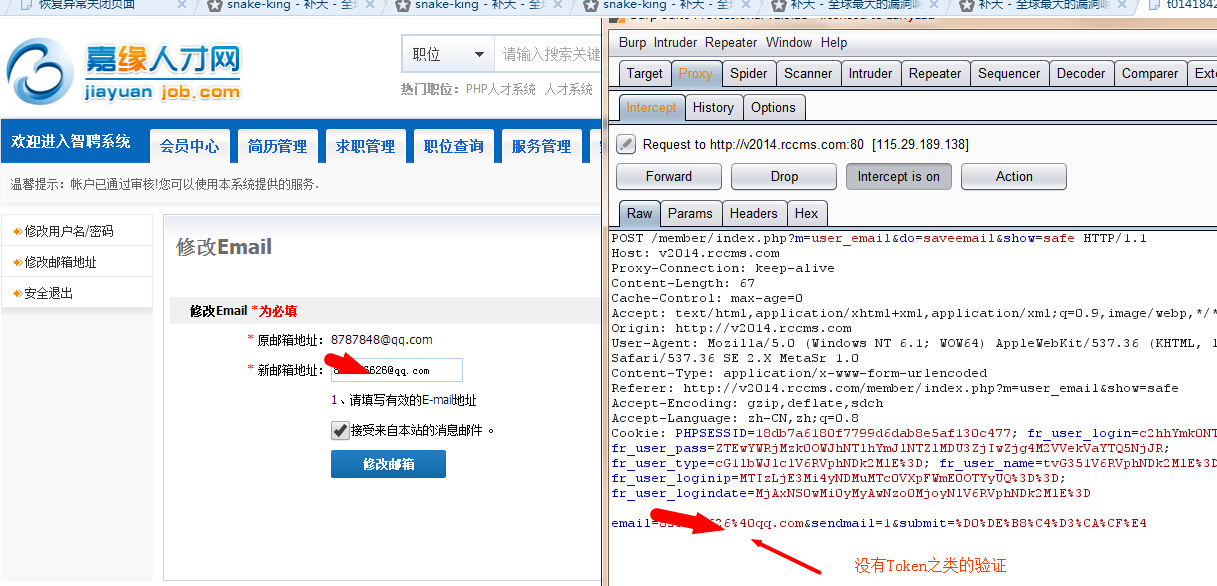 恢复异常关闭页面
snake-king - 补天 - 全
snake-king - 补天 - 全
snake-king - 补天 - 全球
补天 - 全球最大的漏洞响
补天 - 全球最大的漏洞响
t0141842
嘉缘人才网
jiayuan job.com
职位
请输入搜索关键
热门职位: PHP人才系统 人才系统
欢迎进入智聘系统
会员中心
简历管理
求职管理
职位查询
服务管理
温馨提示: 帐户已通过审核!您可以使用本系统提供的服务.
修改用户名/密码
修改邮箱地址
安全退出
修改Email
修改Email *为必填
* 原邮箱地址: 8787848@qq.com
* 新邮箱地址: 6626@qq.com
1、请填写有效的E-mail地址
接受来自本站的消息邮件 。
修改邮箱
Burp Intruder Repeater Window Help
Target Proxy Spider Scanner Intruder Repeater Sequencer Decoder Comparer Exte
Intercept History Options
Request to http://v2014.rccms.com:80 [115.29.189.138]
Forward Drop Intercept is on Action
Raw Params Headers Hex
POST /member/index.php?m=user_email&do=saveemail&show=safe HTTP/1.1
Host: v2014.rccms.com
Proxy-Connection: keep-alive
Content-Length: 67
Cache-Control: max-age=0
Accept: text/html,application/xhtml+xml,application/xml;q=0.9,image/webp,*/*
Origin: http://v2014.rccms.com
User-Agent: Mozilla/5.0 (Windows NT 6.1; WOW64) AppleWebKit/537.36 (KHTML, l
Safari/537.36 SE 2.X MetaSr 1.0
Content-Type: application/x-www-form-urlencoded
Referer: http://v2014.rccms.com/member/index.php?m=user_email&show=safe
Accept-Encoding: gzip,deflate,sdch
Accept-Language: zh-CN,zh;q=0.8
Cookie: PHPSESSID=18db7a6180f7799d6dab8e5af130c477; fr_user_login=c2hhYmk0NT
fr_user_pass=ZTEwYWRjMzk0OWJhNTlhYmJlNTZlMDU3ZjIwZjg4M2VVekVaYTQ5NjJR;
fr_user_type=cG1lbWJlclV6RVphNDk2MlE%3D; fr_user_name=tvG351V6RVphNDk2MlE%3D
fr_user_loginip=MTIzLjE3Mi4yNDMuMTc0VXpFWmE0OTYyUQ%3D%3D;
fr_user_logindate=MjAxNS0wMi0yMyAwNzo0MjoyNlV6RVphNDk2MlE%3D
email= 626%40qq.com&sendmail=1&submit=%D0%DE%B8%C4%D3%CA%CF%E4
没有Token之类的验证